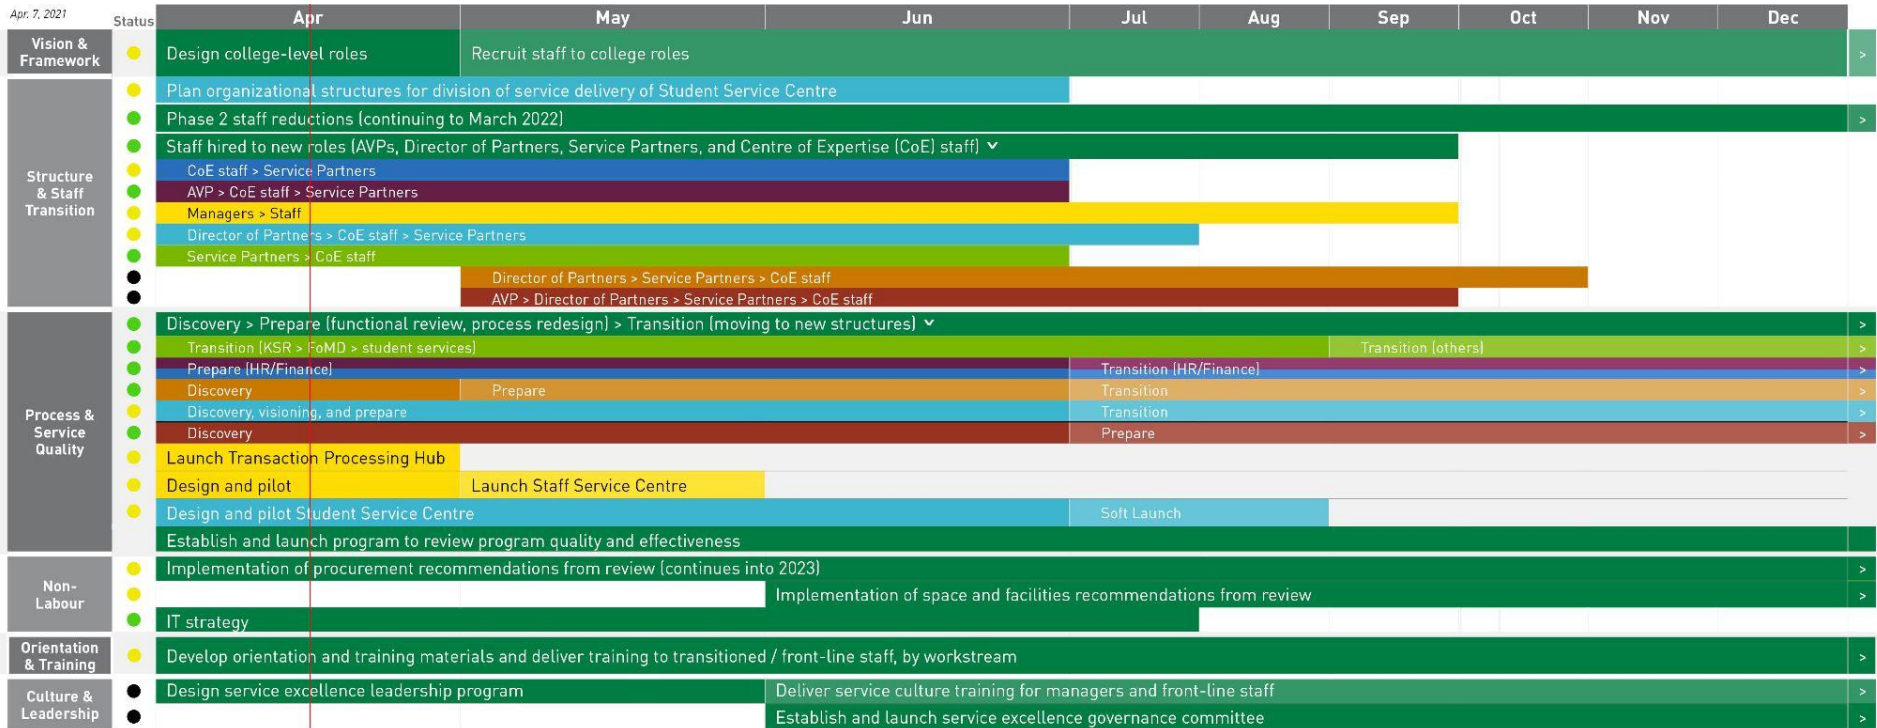 Apr. 7, 2021
Status
Apr
May
Jun
Jul
Aug
Sep
Oct
Nov
Dec
Vision &
Framework
Design college-level roles
Recruit staff to college roles
>
Structure
& Staff
Transition
Plan organizational structures for division of service delivery of Student Service Centre
Phase 2 staff reductions (continuing to March 2022)
>
Staff hired to new roles (AVPs, Director of Partners, Service Partners, and Centre of Expertise (CoE) staff)
CoE staff > Service Partners
AVP > CoE staff > Service Partners
Managers > Staff
Director of Partners > CoE staff > Service Partners
Service Partners > CoE staff
Director of Partners > Service Partners > CoE staff
AVP > Director of Partners > Service Partners > CoE staff
Process &
Service
Quality
Discovery > Prepare (functional review, process redesign) > Transition (moving to new structures)
>
Transition (KSR > FoMD > student services)
Transition (others)
>
Prepare (HR/Finance)
Transition (HR/Finance)
>
Discovery
Prepare
Transition
>
Discovery, visioning, and prepare
Transition
>
Discovery
Prepare
>
Launch Transaction Processing Hub
Design and pilot
Launch Staff Service Centre
Design and pilot Student Service Centre
Soft Launch
Establish and launch program to review program quality and effectiveness
Non-
Labour
Implementation of procurement recommendations from review (continues into 2023)
>
Implementation of space and facilities recommendations from review
>
IT strategy
Orientation
& Training
Develop orientation and training materials and deliver training to transitioned / front-line staff, by workstream
>
Culture &
Leadership
Design service excellence leadership program
Deliver service culture training for managers and front-line staff
>
Establish and launch service excellence governance committee
>